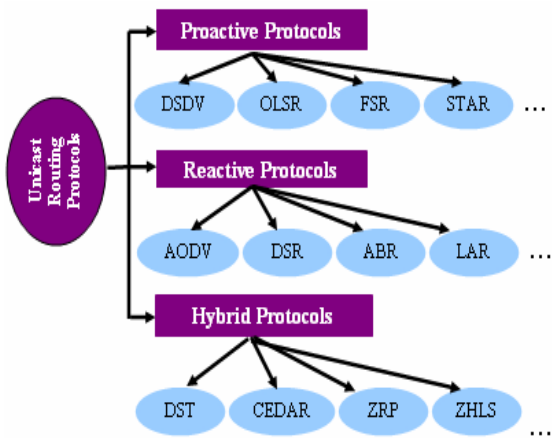 Proactive Protocols
DSDV OLSR FSR STAR ...
Unicast
Routing
Protocols
Reactive Protocols
AODV DSR ABR LAR ...
Hybrid Protocols
DST CEDAR ZRP ZHLS ...